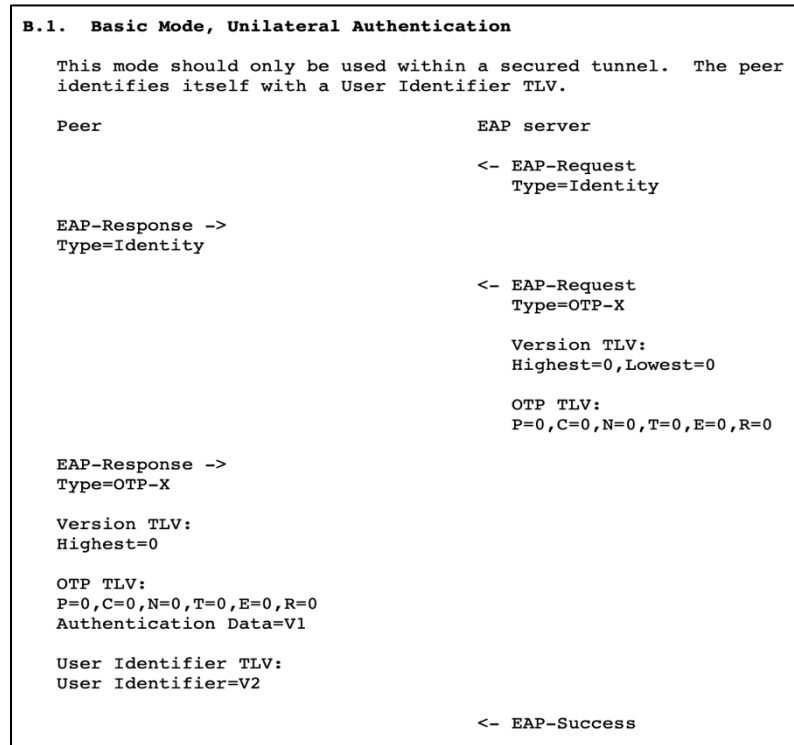 B.1.  Basic Mode, Unilateral Authentication
This mode should only be used within a secured tunnel.  The peer
identifies itself with a User Identifier TLV.
Peer                                             EAP server
<- EAP-Request
Type=Identity
EAP-Response ->
Type=Identity
<- EAP-Request
Type=OTP-X
Version TLV:
Highest=0,Lowest=0
OTP TLV:
P=0,C=0,N=0,T=0,E=0,R=0
EAP-Response ->
Type=OTP-X
Version TLV:
Highest=0
OTP TLV:
P=0,C=0,N=0,T=0,E=0,R=0
Authentication Data=V1
User Identifier TLV:
User Identifier=V2
<- EAP-Success